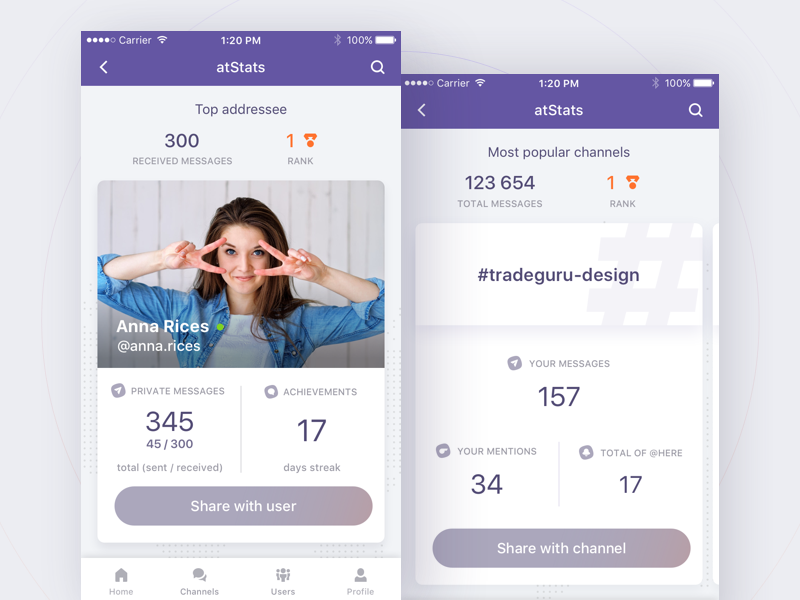 Carrier 1:20 PM 100%
atStats
Top addressee
300 1
RECEIVED MESSAGES RANK
Anna Rices
@anna.rices
PRIVATE MESSAGES ACHIEVEMENTS
345 17
45 / 300
total (sent / received) days streak
Share with user
Home Channels Users Profile
Carrier 1:20 PM 100%
atStats
Most popular channels
123 654 1
TOTAL MESSAGES RANK
#
#tradeguru-design
YOUR MESSAGES
157
YOUR MENTIONS TOTAL OF @HERE
34 17
Share with channel